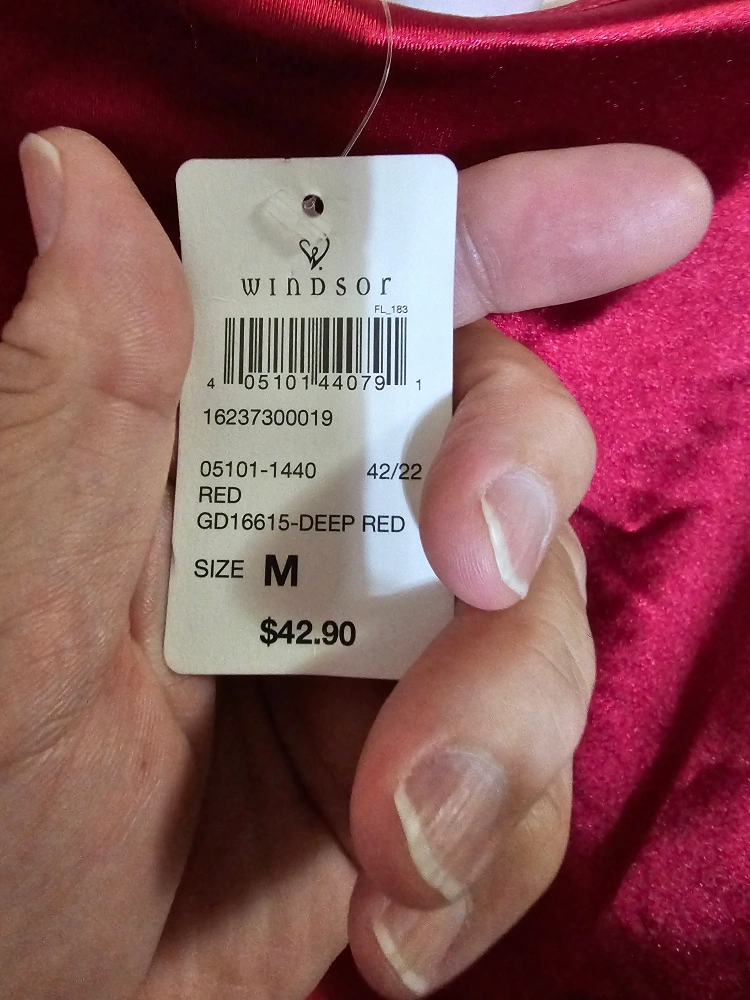 W.
WINDSOR
FL_183
4 05101 44079 1
16237300019
05101-1440 42/22
RED
GD16615-DEEP RED
SIZE M
$42.90